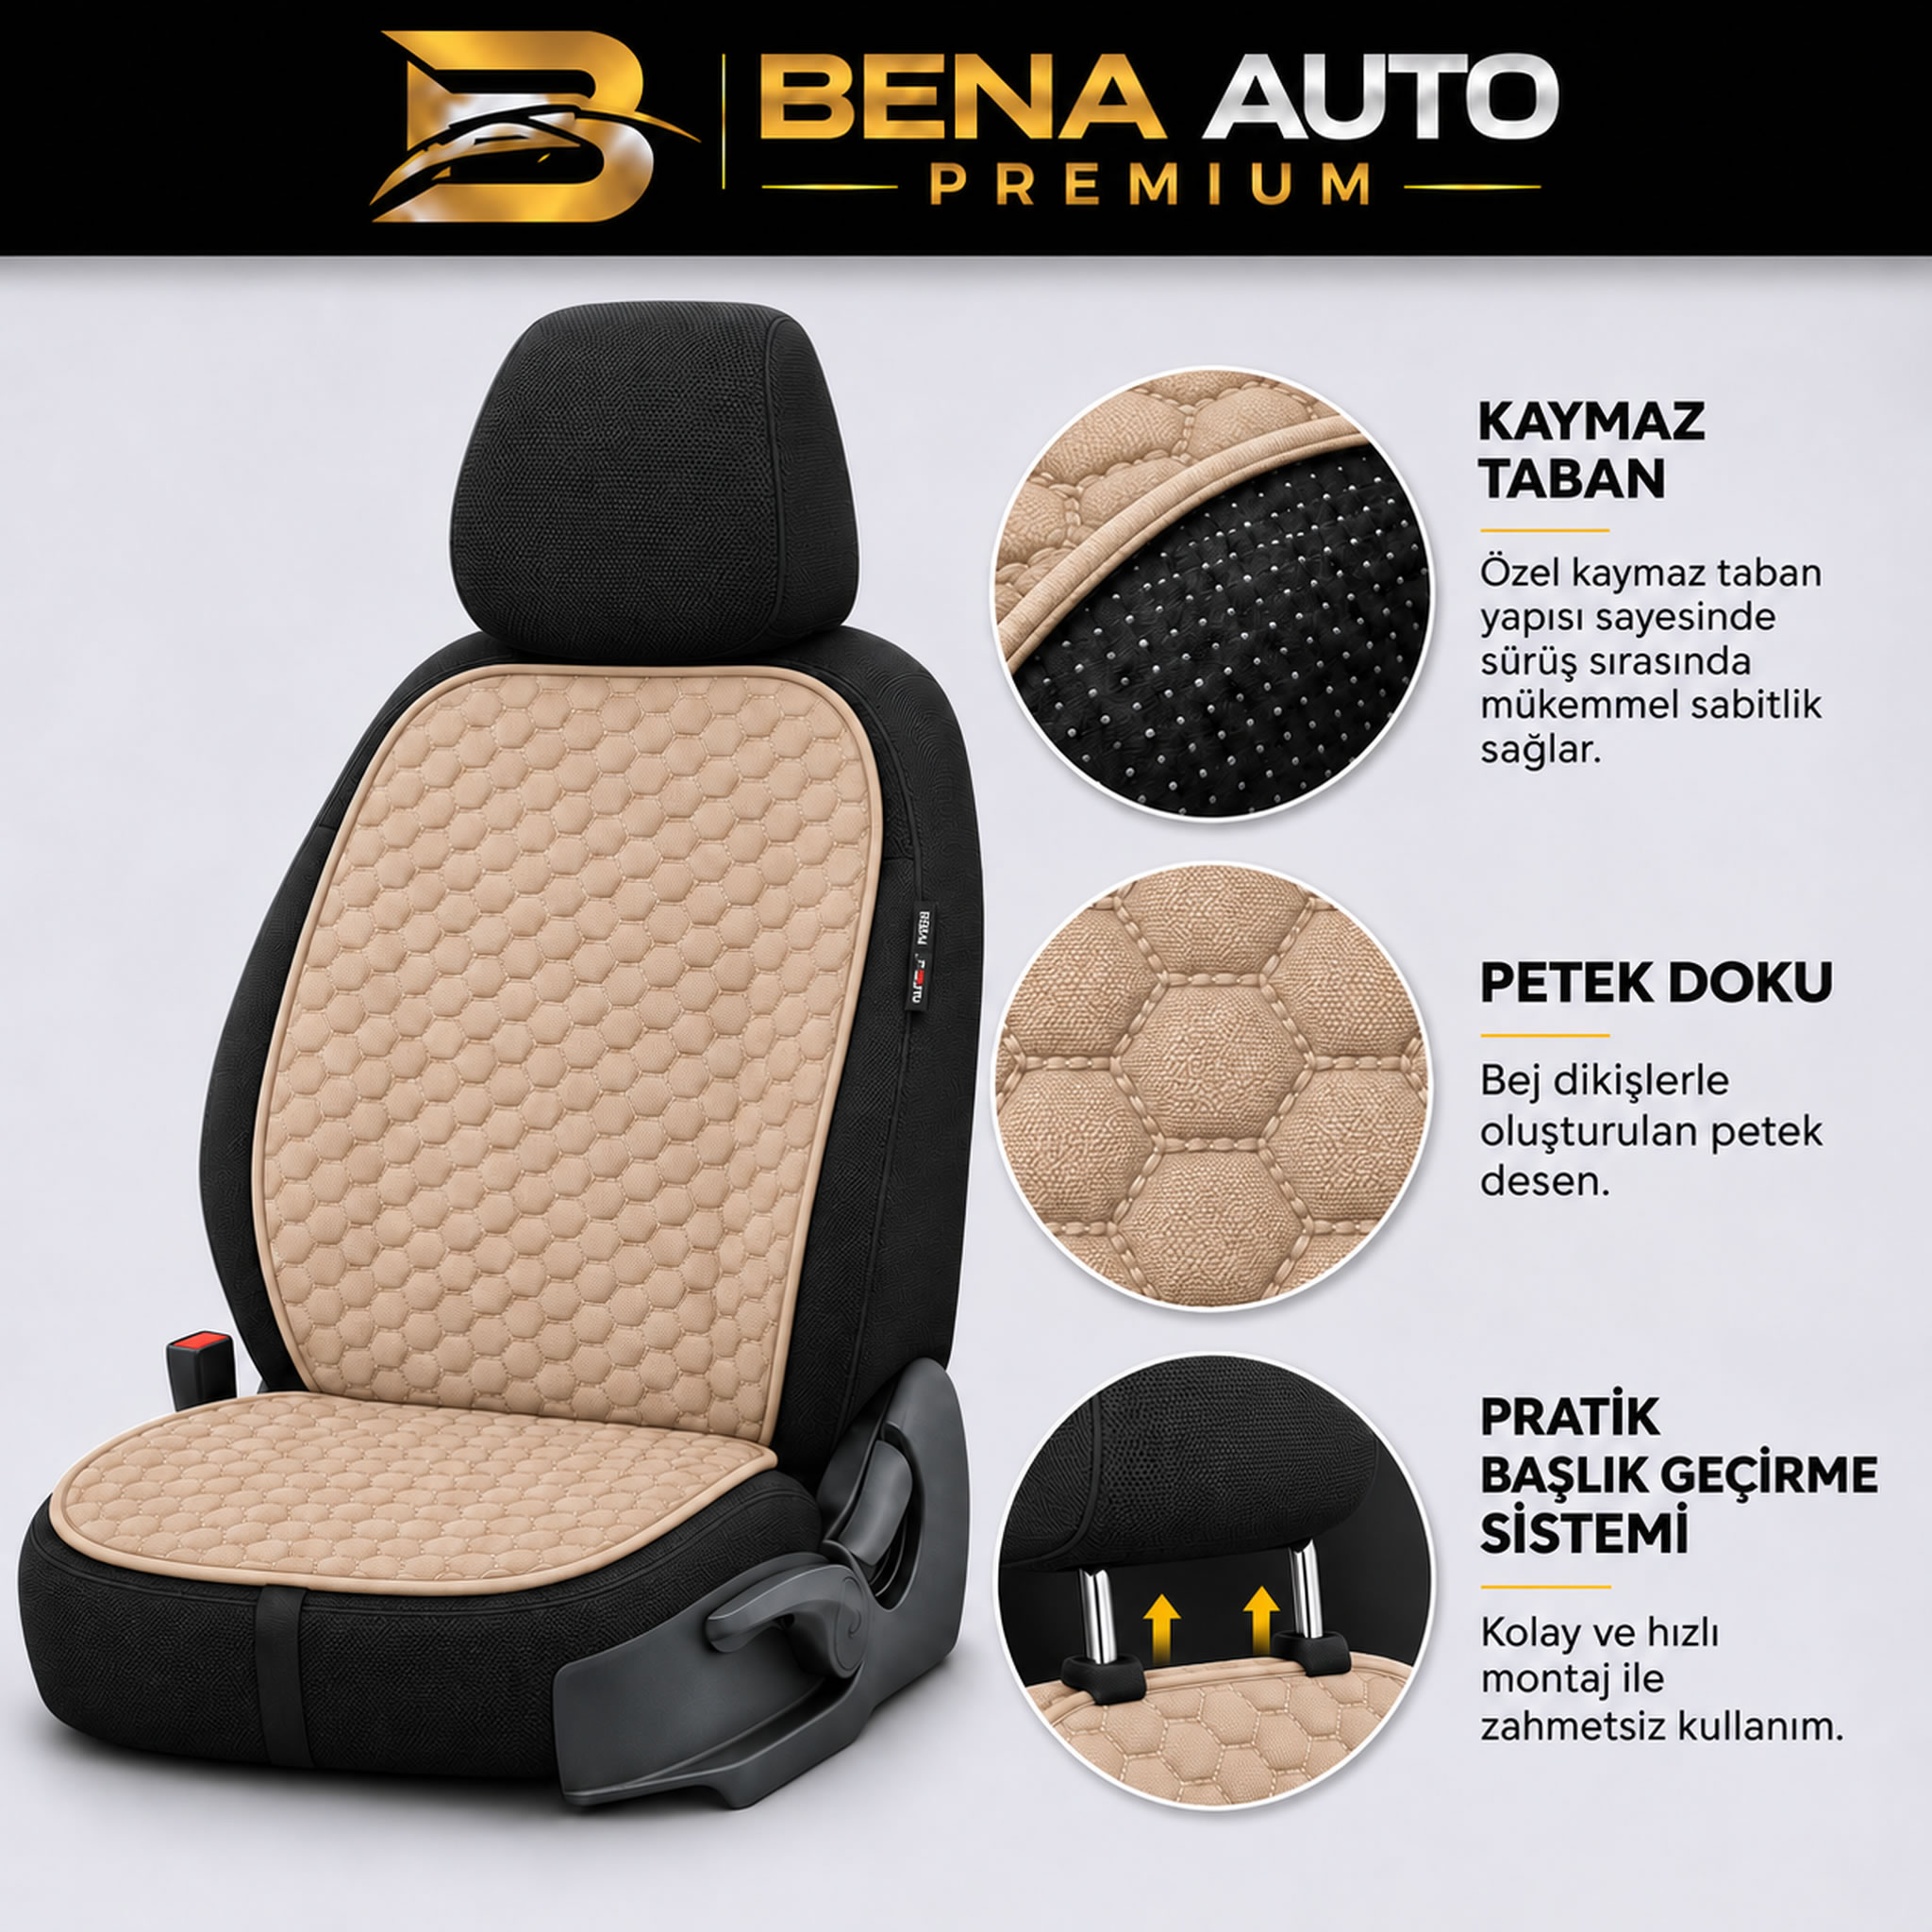 BENA AUTO
PREMIUM
KAYMAZ
TABAN
Özel kaymaz taban
yapısı sayesinde
sürüş sırasında
mükemmel sabitlik
sağlar.
PETEK DOKU
Bej dikişlerle
oluşturulan petek
desen.
PRATİK
BAŞLIK GEÇİRME
SİSTEMİ
Kolay ve hızlı
montaj ile
zahmetsiz kullanım.